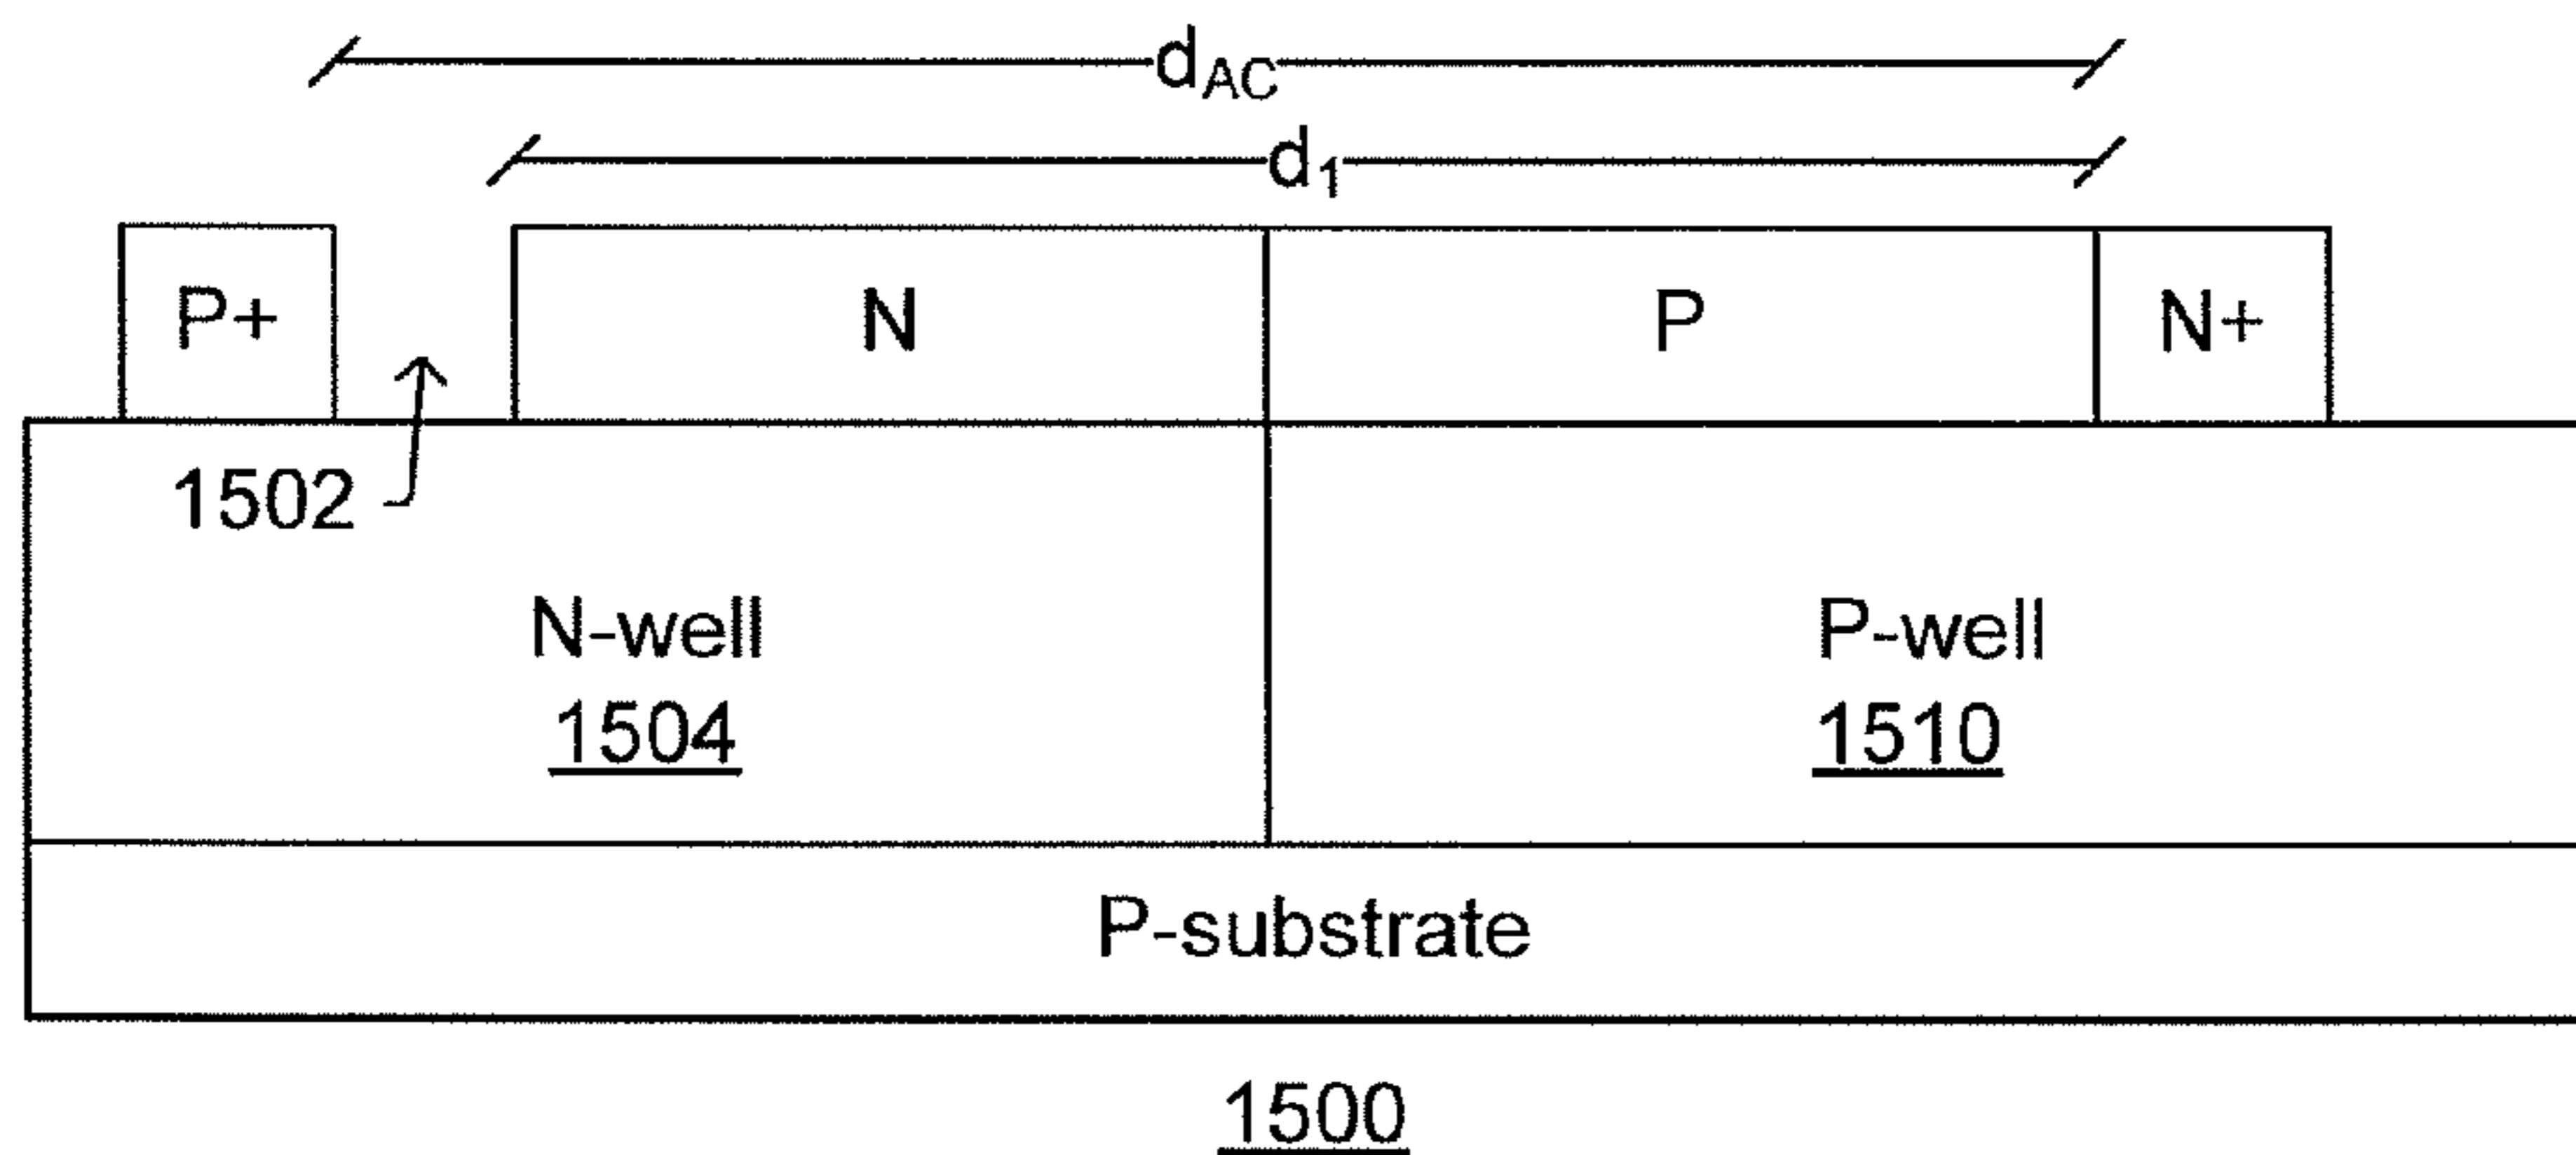 dAC
d1
P+ N P N+
1502
N-well P-well
1504 1510
P-substrate
1500